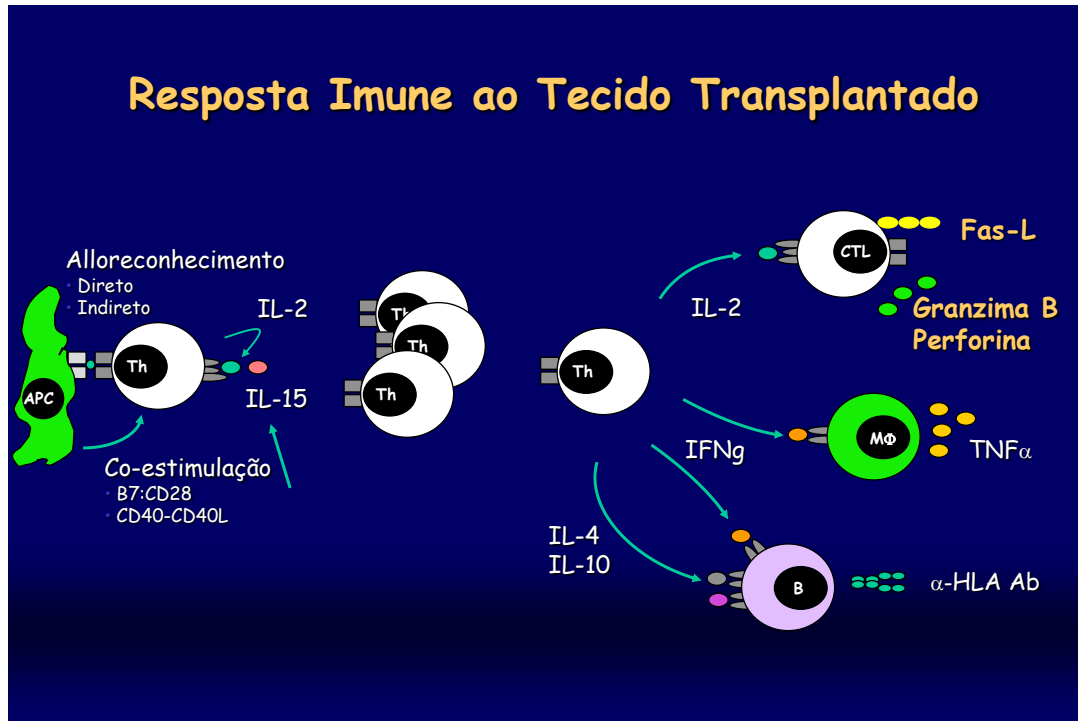 Resposta Imune ao Tecido Transplantado
Alloreconhecimento
· Direto
· Indireto
APC
Th
IL-2
IL-15
Co-estimulação
· B7:CD28
· CD40-CD40L
Th
Th
Th
Th
IL-2
CTL
Fas-L
Granzima B
Perforina
IFNg
MΦ
TNFα
IL-4
IL-10
B
α-HLA Ab